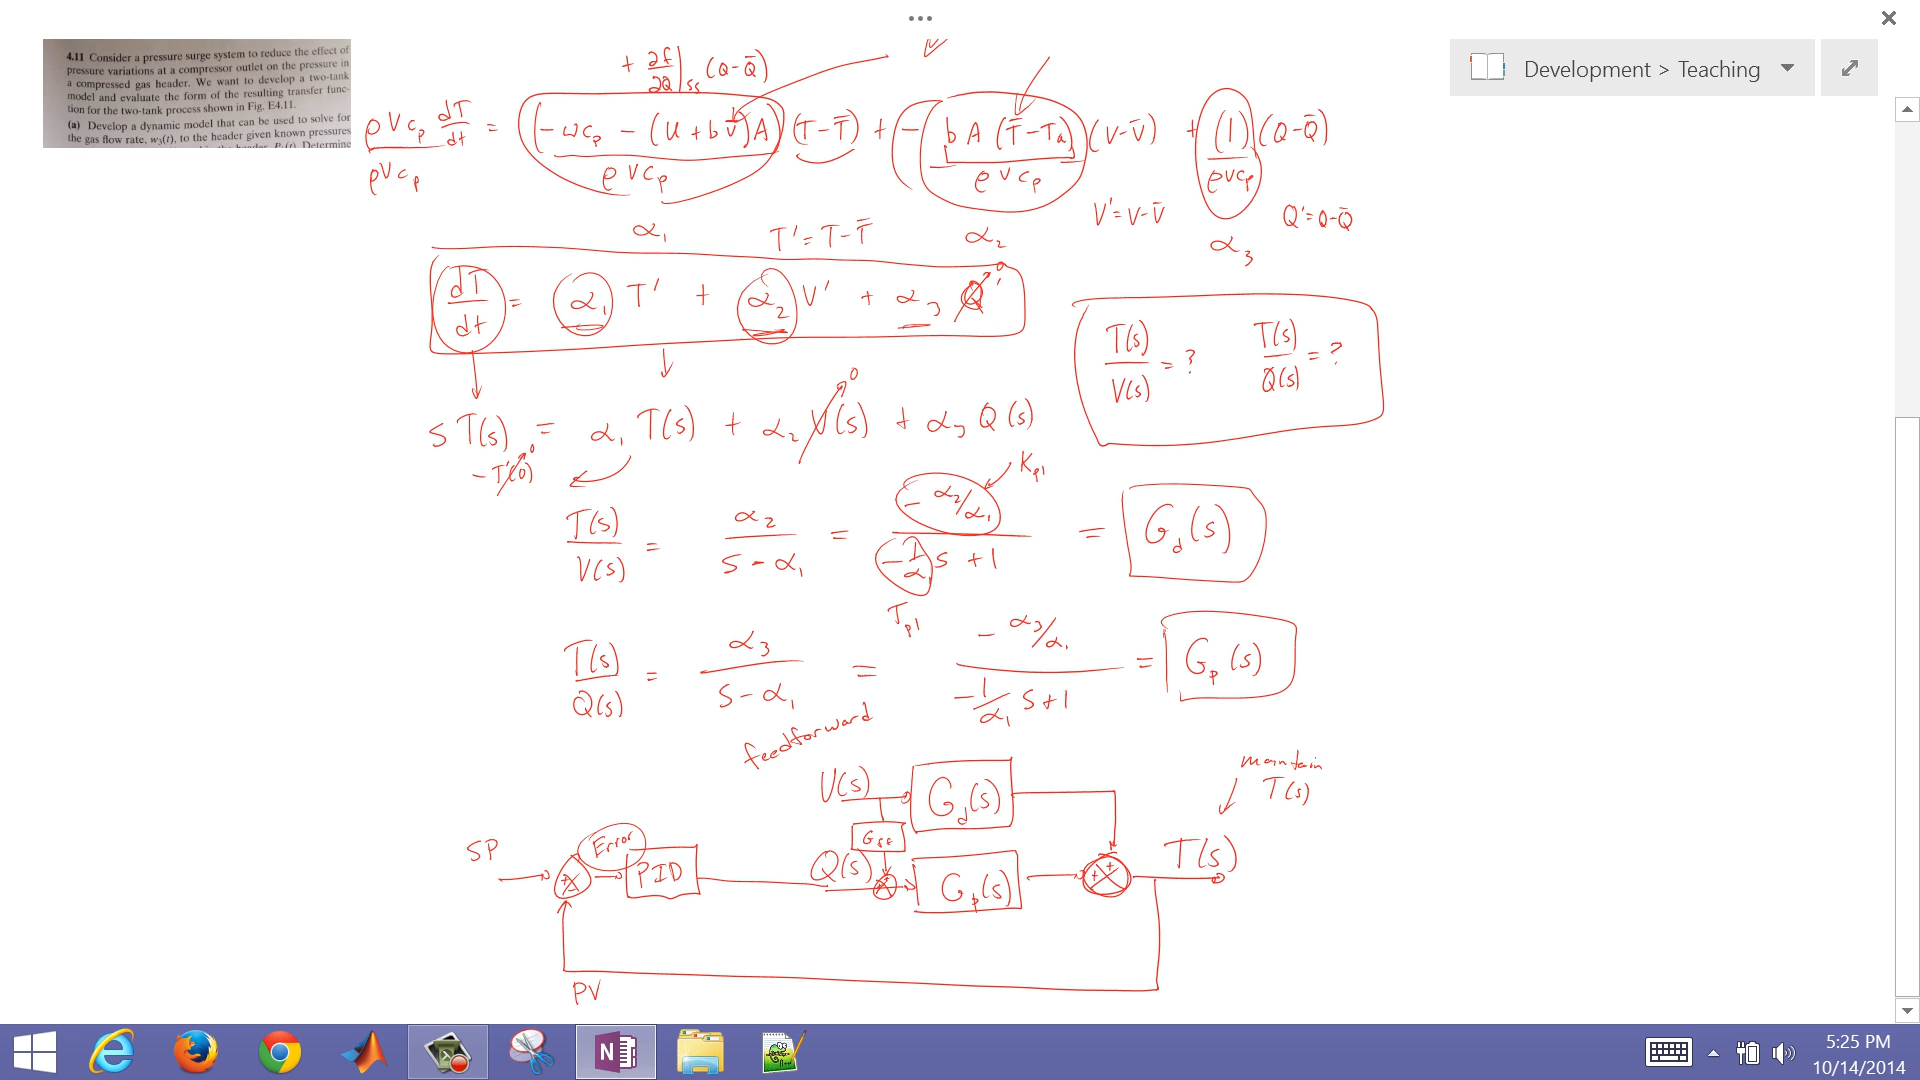 4.11 Consider a pressure surge system to reduce the effect of
pressure variations at a compressor outlet on the pressure in
a compressed gas header. We want to develop a two-tank
model and evaluate the form of the resulting transfer func-
tion for the two-tank process shown in Fig. E4.11.
(a) Develop a dynamic model that can be used to solve for
the gas flow rate, w₃(t), to the header given known pressures
P₂(t). Determine
Development > Teaching
+ ∂f/∂Q|ss (Q-Q̄)
ρVcp dT/dt / ρVcp = (-wcp - (U + bv̄)A)/ρVcp (T-T̄) + (- bA(T̄-Ta)/ρVcp (V-V̄) + (1)/ρVcp (Q-Q̄)
V'=V-V̄ Q'=Q-Q̄
α₁ T'=T-T̄ α₂ α₃
dT/dt = α₁ T' + α₂ V' + α₃ Q' 0
T(s)/V(s) = ? T(s)/Q(s) = ?
s T(s) - T'(0) 0 = α₁ T(s) + α₂ V(s) 0 + α₃ Q(s)
Kp1
T(s)/V(s) = α₂/(s - α₁) = (-α₂/α₁)/(-1/α₁ s + 1) = Gd(s)
τp1
T(s)/Q(s) = α₃/(s - α₁) = (-α₃/α₁)/(-1/α₁ s + 1) = Gp(s)
feedforward
maintain
T(s)
V(s) Gd(s)
Gff
SP Error PID Q(s) Gp(s) T(s)
PV
5:25 PM
10/14/2014